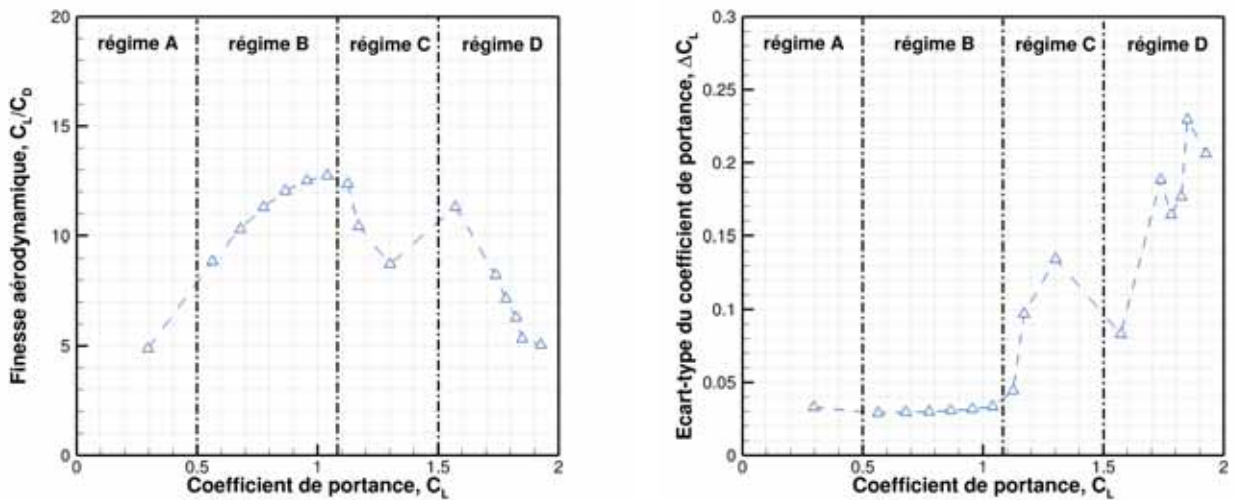 20
15
10
5
0
régime A
régime B
régime C
régime D
0
0.5
1
1.5
2
Finesse aérodynamique, C_L/C_D
Coefficient de portance, C_L
0.3
0.25
0.2
0.15
0.1
0.05
0
régime A
régime B
régime C
régime D
0
0.5
1
1.5
2
Ecart-type du coefficient de portance, ΔC_L
Coefficient de portance, C_L